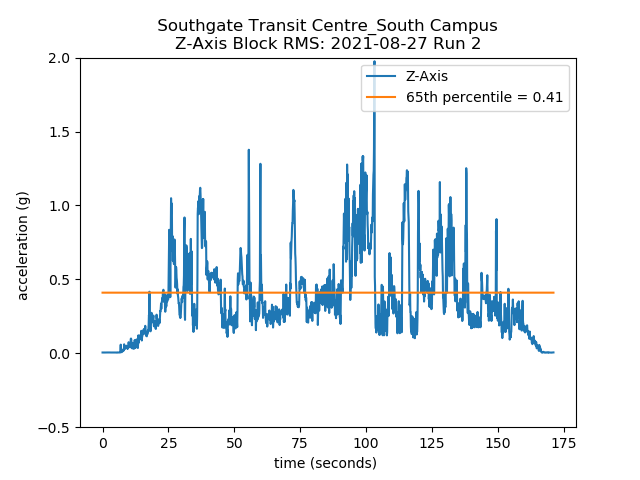 Southgate Transit Centre_South Campus
Z-Axis Block RMS: 2021-08-27 Run 2
Z-Axis
65th percentile = 0.41
acceleration (g)
2.0
1.5
1.0
0.5
0.0
−0.5
0 25 50 75 100 125 150 175
time (seconds)